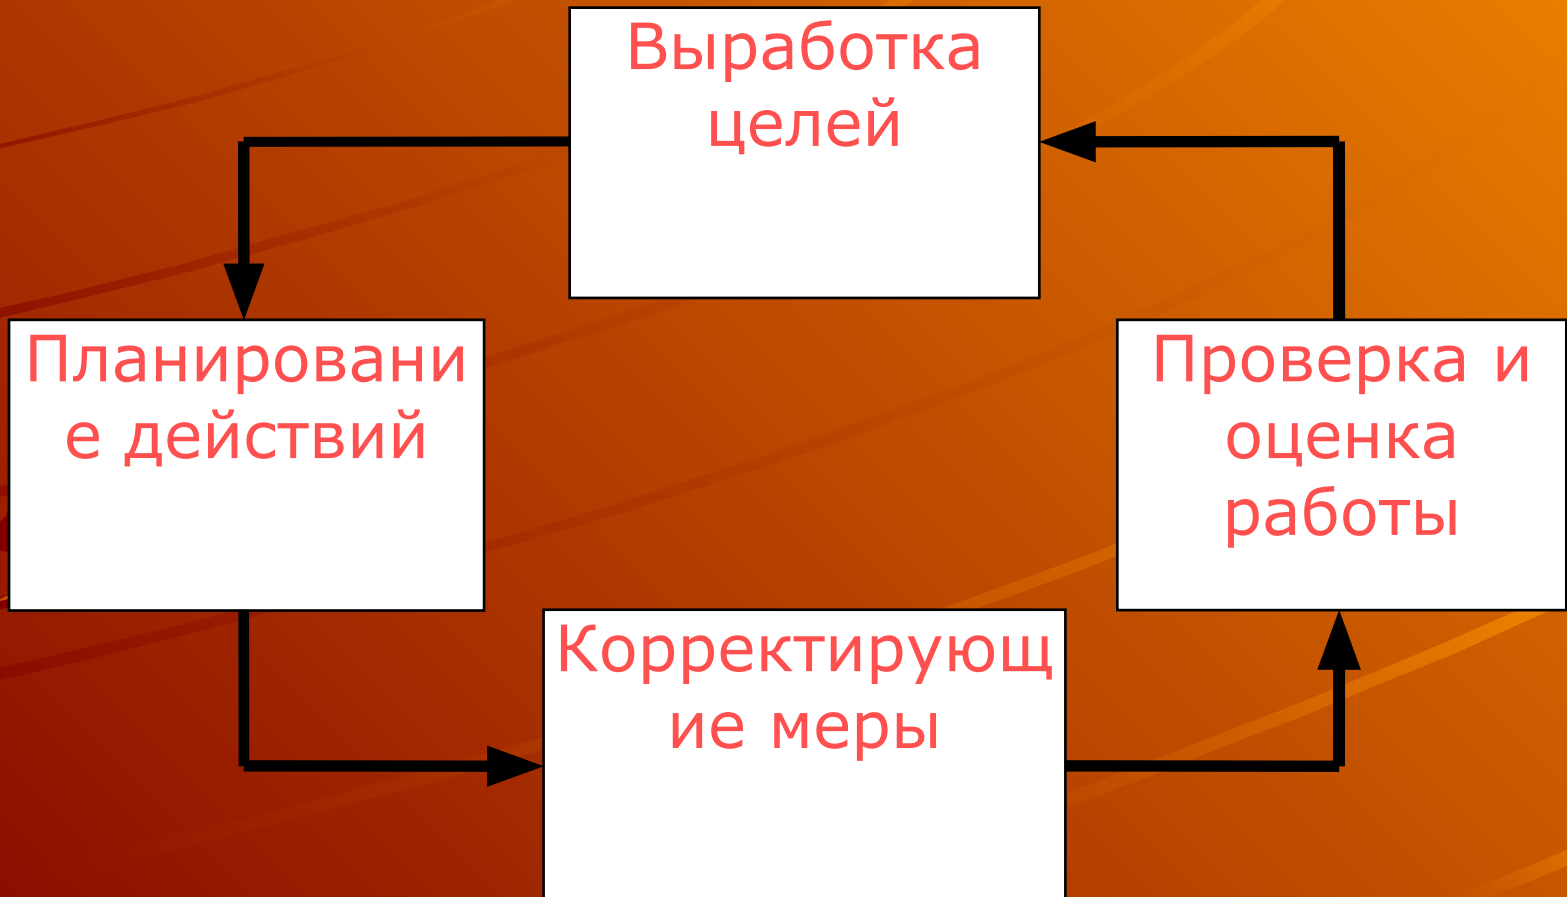 Выработка
целей
Планировани
е действий
Проверка и
оценка
работы
Корректирующ
ие меры